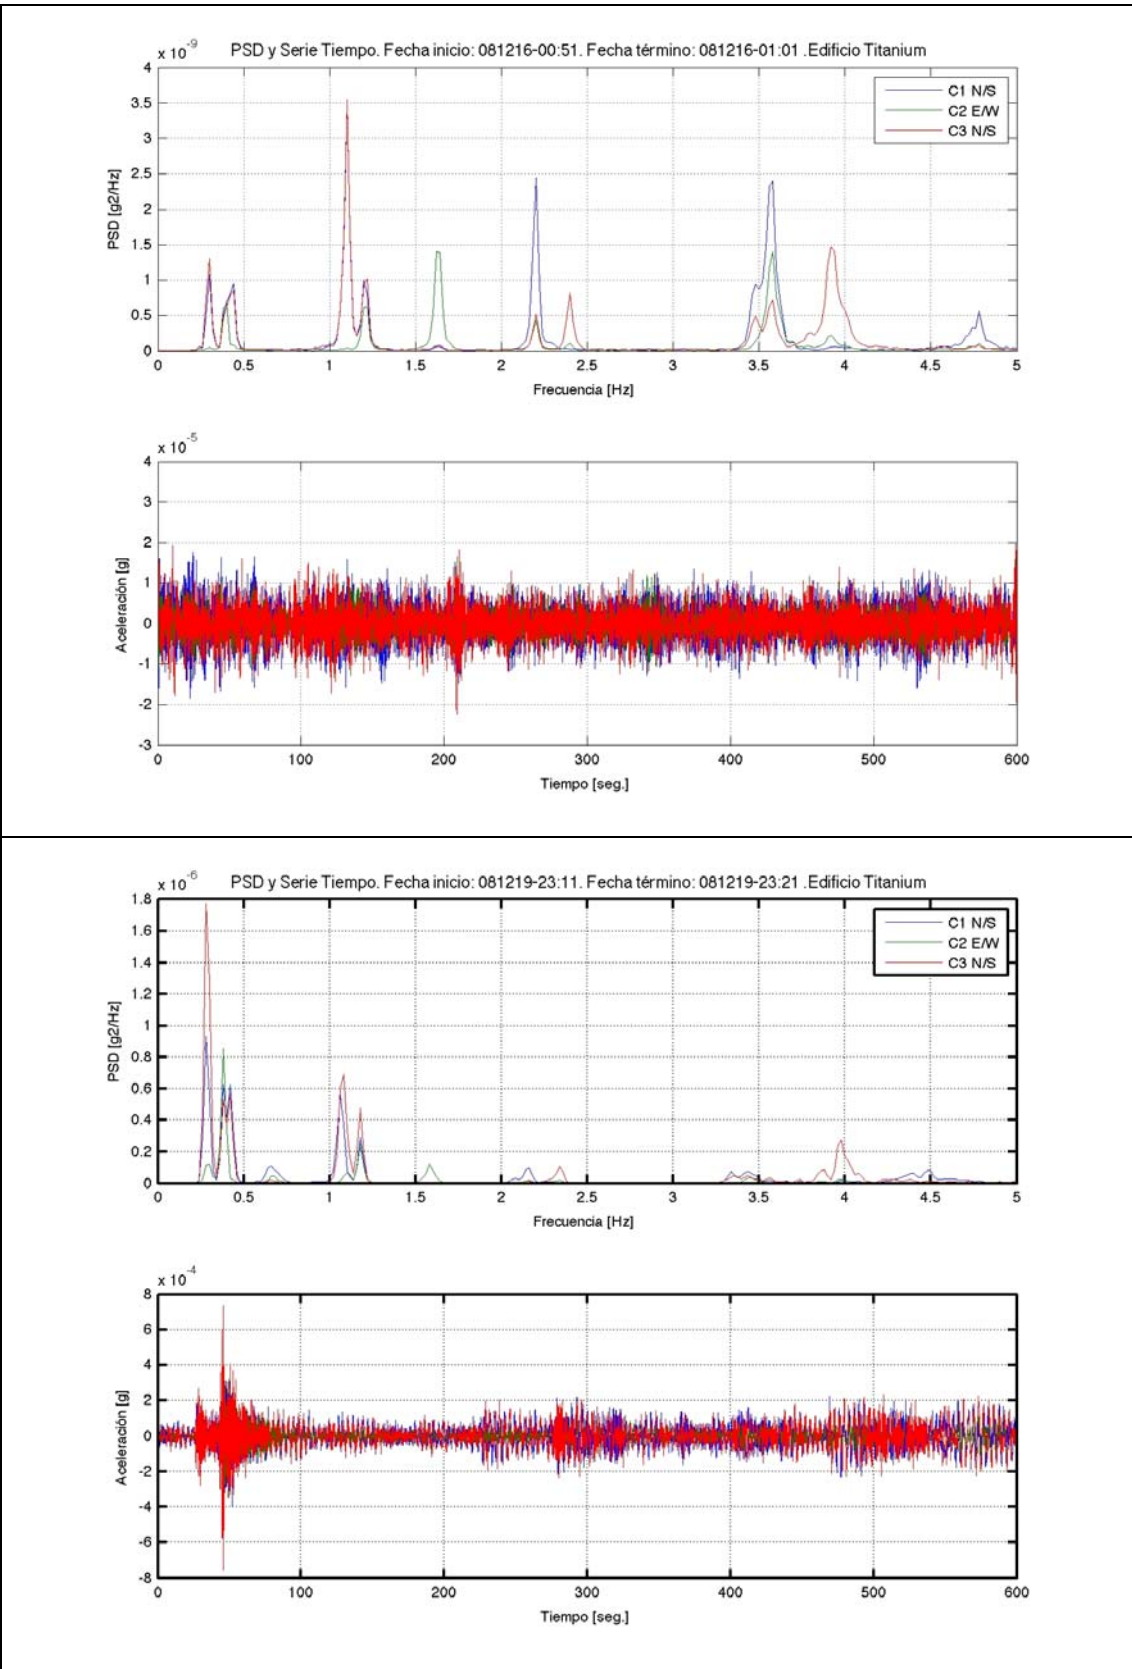 x 10^-9
PSD y Serie Tiempo. Fecha inicio: 081216-00:51. Fecha término: 081216-01:01 .Edificio Titanium
4
3.5
3
2.5
2
1.5
1
0.5
0
PSD [g2/Hz]
C1 N/S
C2 E/W
C3 N/S
0 0.5 1 1.5 2 2.5 3 3.5 4 4.5 5
Frecuencia [Hz]
x 10^-5
4
3
2
1
0
-1
-2
-3
Aceleración [g]
0 100 200 300 400 500 600
Tiempo [seg.]
x 10^-6
PSD y Serie Tiempo. Fecha inicio: 081219-23:11. Fecha término: 081219-23:21 .Edificio Titanium
1.8
1.6
1.4
1.2
1
0.8
0.6
0.4
0.2
0
PSD [g2/Hz]
C1 N/S
C2 E/W
C3 N/S
0 0.5 1 1.5 2 2.5 3 3.5 4 4.5 5
Frecuencia [Hz]
x 10^-4
8
6
4
2
0
-2
-4
-6
-8
Aceleración [g]
0 100 200 300 400 500 600
Tiempo [seg.]